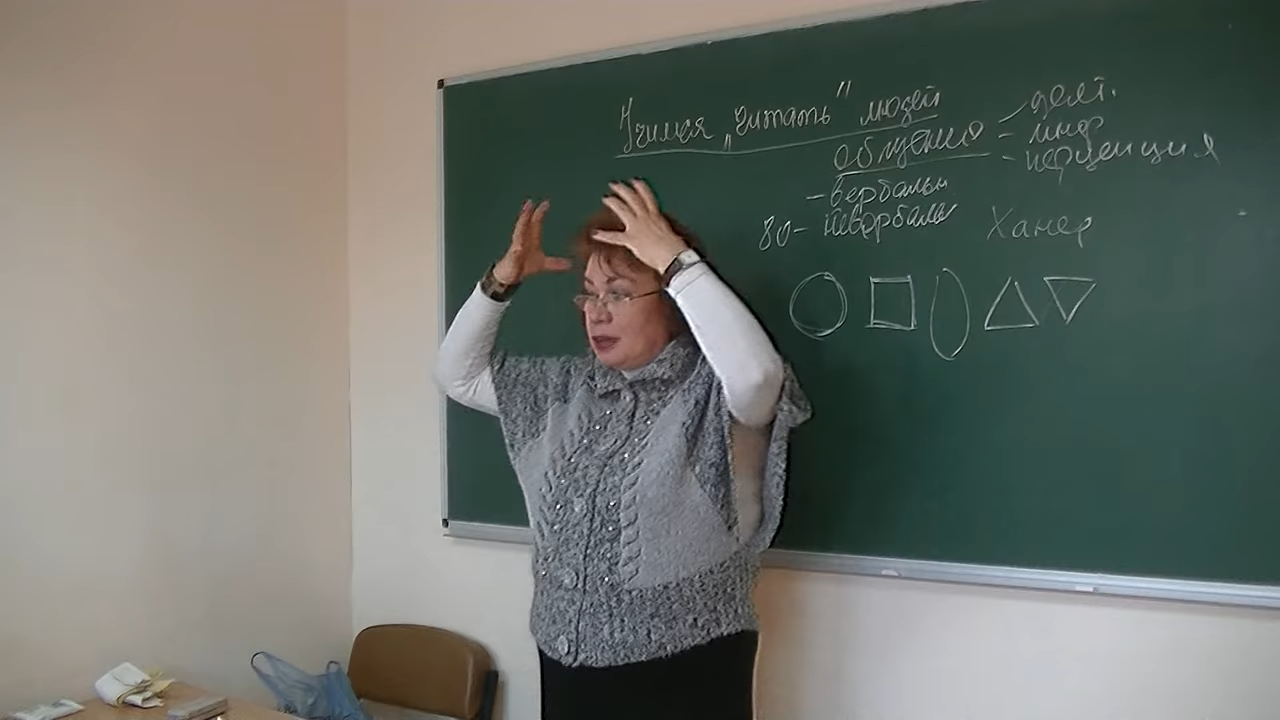 Учимся „читать" людей
общение - деят.
- инф
- перцепция
- вербальн
80- невербальн Ханер